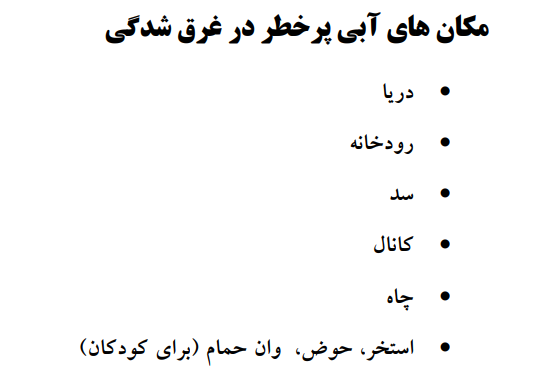 مکان های آبی پرخطر در غرق شدگی
• دریا
• رودخانه
• سد
• کانال
• چاه
• استخر، حوض، وان حمام (برای کودکان)